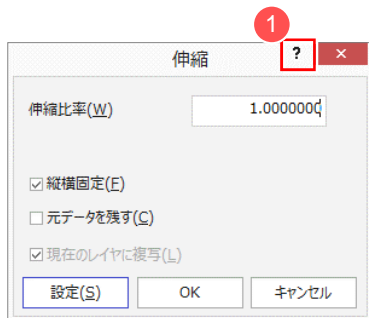 1
伸縮
?
×
伸縮比率(W)
1.0000000
縦横固定(F)
元データを残す(C)
現在のレイヤに複写(L)
設定(S)
OK
キャンセル